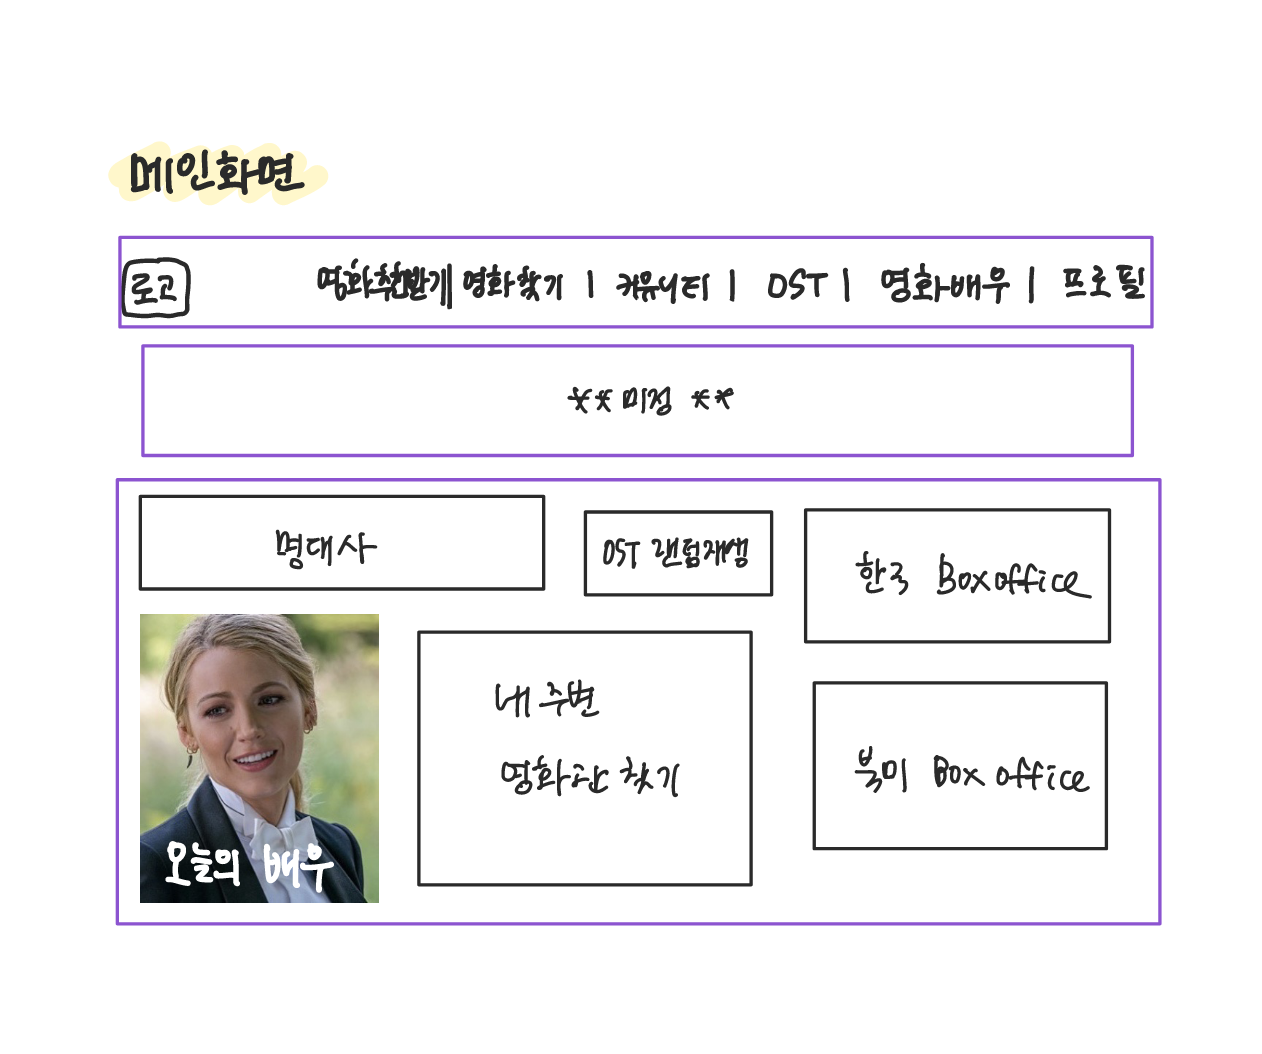 메인화면
로고 영화추천받기| 영화찾기 | 커뮤니티 | OST | 영화배우 | 프로필
** 미정 **
명대사
OST 랜덤재생
한국 Boxoffice
내 주변
영화관 찾기
북미 Box office
오늘의 배우